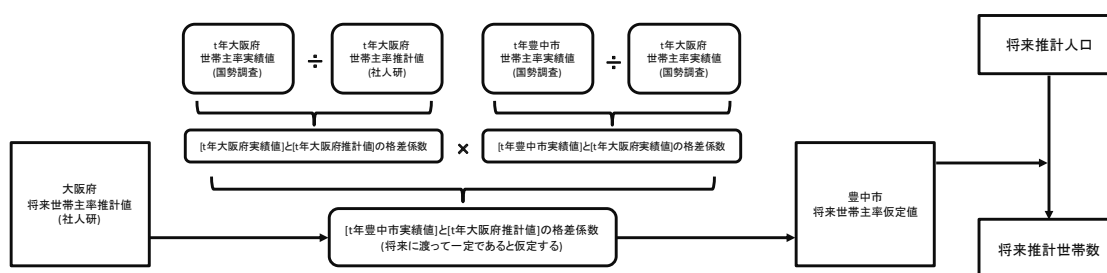 t年大阪府
世帯主率実績値
(国勢調査)
÷
t年大阪府
世帯主率推計値
(社人研)
t年豊中市
世帯主率実績値
(国勢調査)
÷
t年大阪府
世帯主率実績値
(国勢調査)
将来推計人口
[t年大阪府実績値]と[t年大阪府推計値]の格差係数
×
[t年豊中市実績値]と[t年大阪府実績値]の格差係数
大阪府
将来世帯主率推計値
(社人研)
[t年豊中市実績値]と[t年大阪府推計値]の格差係数
(将来に渡って一定であると仮定する)
豊中市
将来世帯主率仮定値
将来推計世帯数